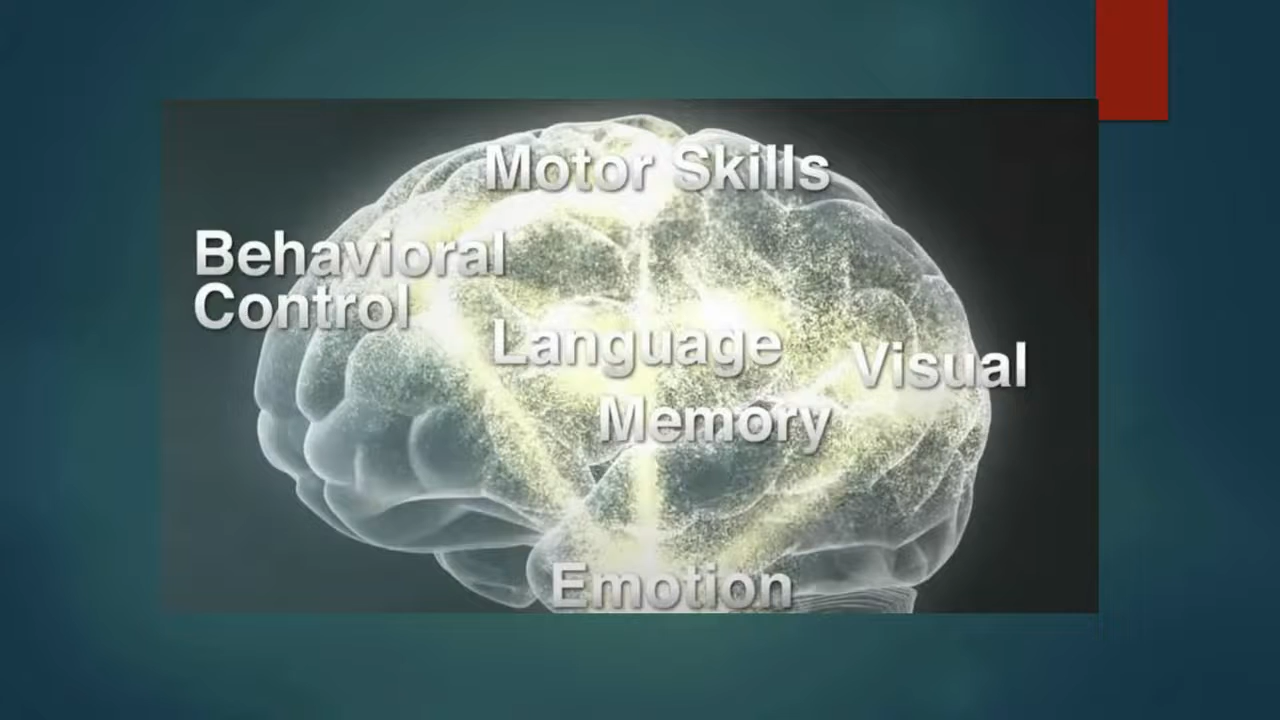 Motor Skills
Behavioral
Control
Language
Visual
Memory
Emotion